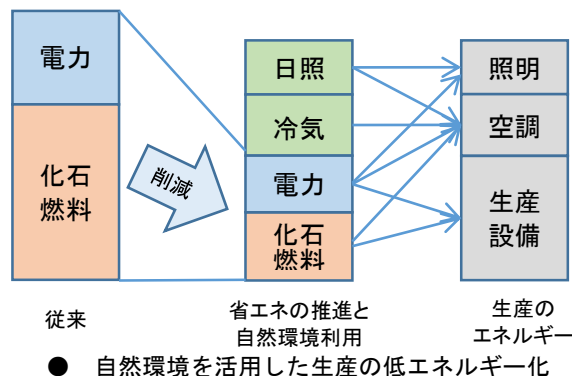 電力
化石
燃料
削減
日照
冷気
電力
化石
燃料
照明
空調
生産
設備
従来
省エネの推進と
自然環境利用
生産の
エネルギー
● 自然環境を活用した生産の低エネルギー化